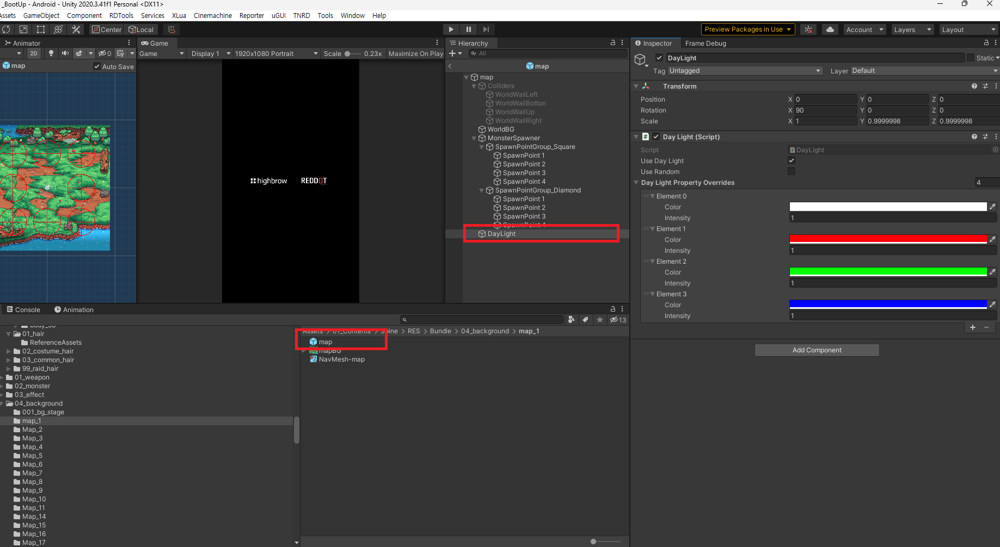 _BootUp - Android - Unity 2020.3.41f1 Personal <DX11>
Assets GameObject Component RDTools Services XLua Cinemachine Reporter uGUI TNRD Tools Window Help
Center Local Preview Packages in Use Account Layers Layout
Animator
2D 0
map Auto Save
Game
Game Display 1 1920x1080 Portrait Scale 0.23x Maximize On Play
highbrow REDDOT
Hierarchy
All
map
map
Colliders
WorldWallLeft
WorldWallBotton
WorldWallUp
WorldWallRight
WorldBG
MonsterSpawner
SpawnPointGroup_Square
SpawnPoint 1
SpawnPoint 2
SpawnPoint 3
SpawnPoint 4
SpawnPointGroup_Diamond
SpawnPoint 1
SpawnPoint 2
SpawnPoint 3
SpawnPoint 4
DayLight
Inspector Frame Debug
DayLight Static
Tag Untagged Layer Default
Transform
Position X 0 Y 0 Z 0
Rotation X 90 Y 0 Z 0
Scale X 1 Y 0.9999998 Z 0.9999998
# Day Light (Script)
Script DayLight
Use Day Light
Use Random
Day Light Property Overrides 4
Element 0
Color
Intensity 1
Element 1
Color
Intensity 1
Element 2
Color
Intensity 1
Element 3
Color
Intensity 1
+ −
Add Component
Console Animation
13
body_98
01_hair
ReferenceAssets
02_costume_hair
03_common_hair
99_raid_hair
01_weapon
02_monster
03_effect
04_background
001_bg_stage
map_1
Map_2
Map_3
Map_4
Map_5
Map_6
Map_7
Map_8
Map_9
Map_10
Map_11
Map_14
Map_15
Map_16
Map_17
Assets > 01_Contents > Spine > RES > Bundle > 04_background > map_1
map
mapBG
NavMesh-map